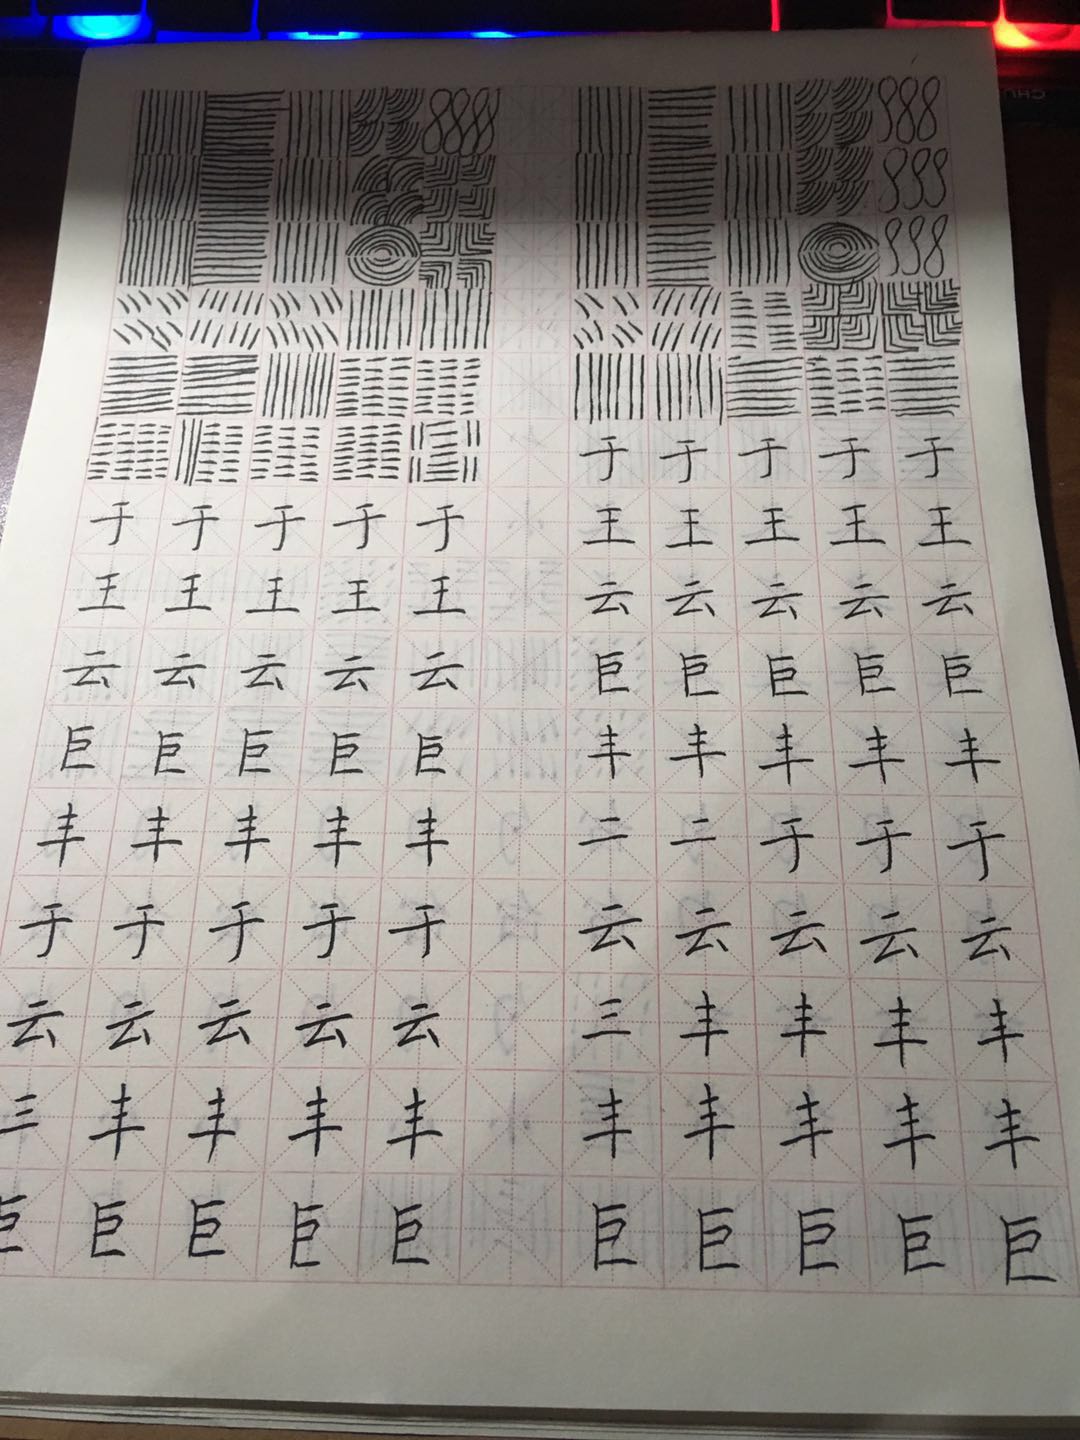 于 于 于 于 于
于 于 于 于 于 王 王 王 王 王
王 王 王 王 王 云 云 云 云 云
云 云 云 云 云 巨 巨 巨 巨 巨
巨 巨 巨 巨 巨 丰 丰 丰 丰 丰
丰 丰 丰 丰 丰 二 二 于 于 于
于 于 于 于 于 云 云 云 云 云
云 云 云 云 云 三 丰 丰 丰 丰
三 丰 丰 丰 丰 丰 丰 丰 丰 丰
巨 巨 巨 巨 巨 巨 巨 巨 巨 巨